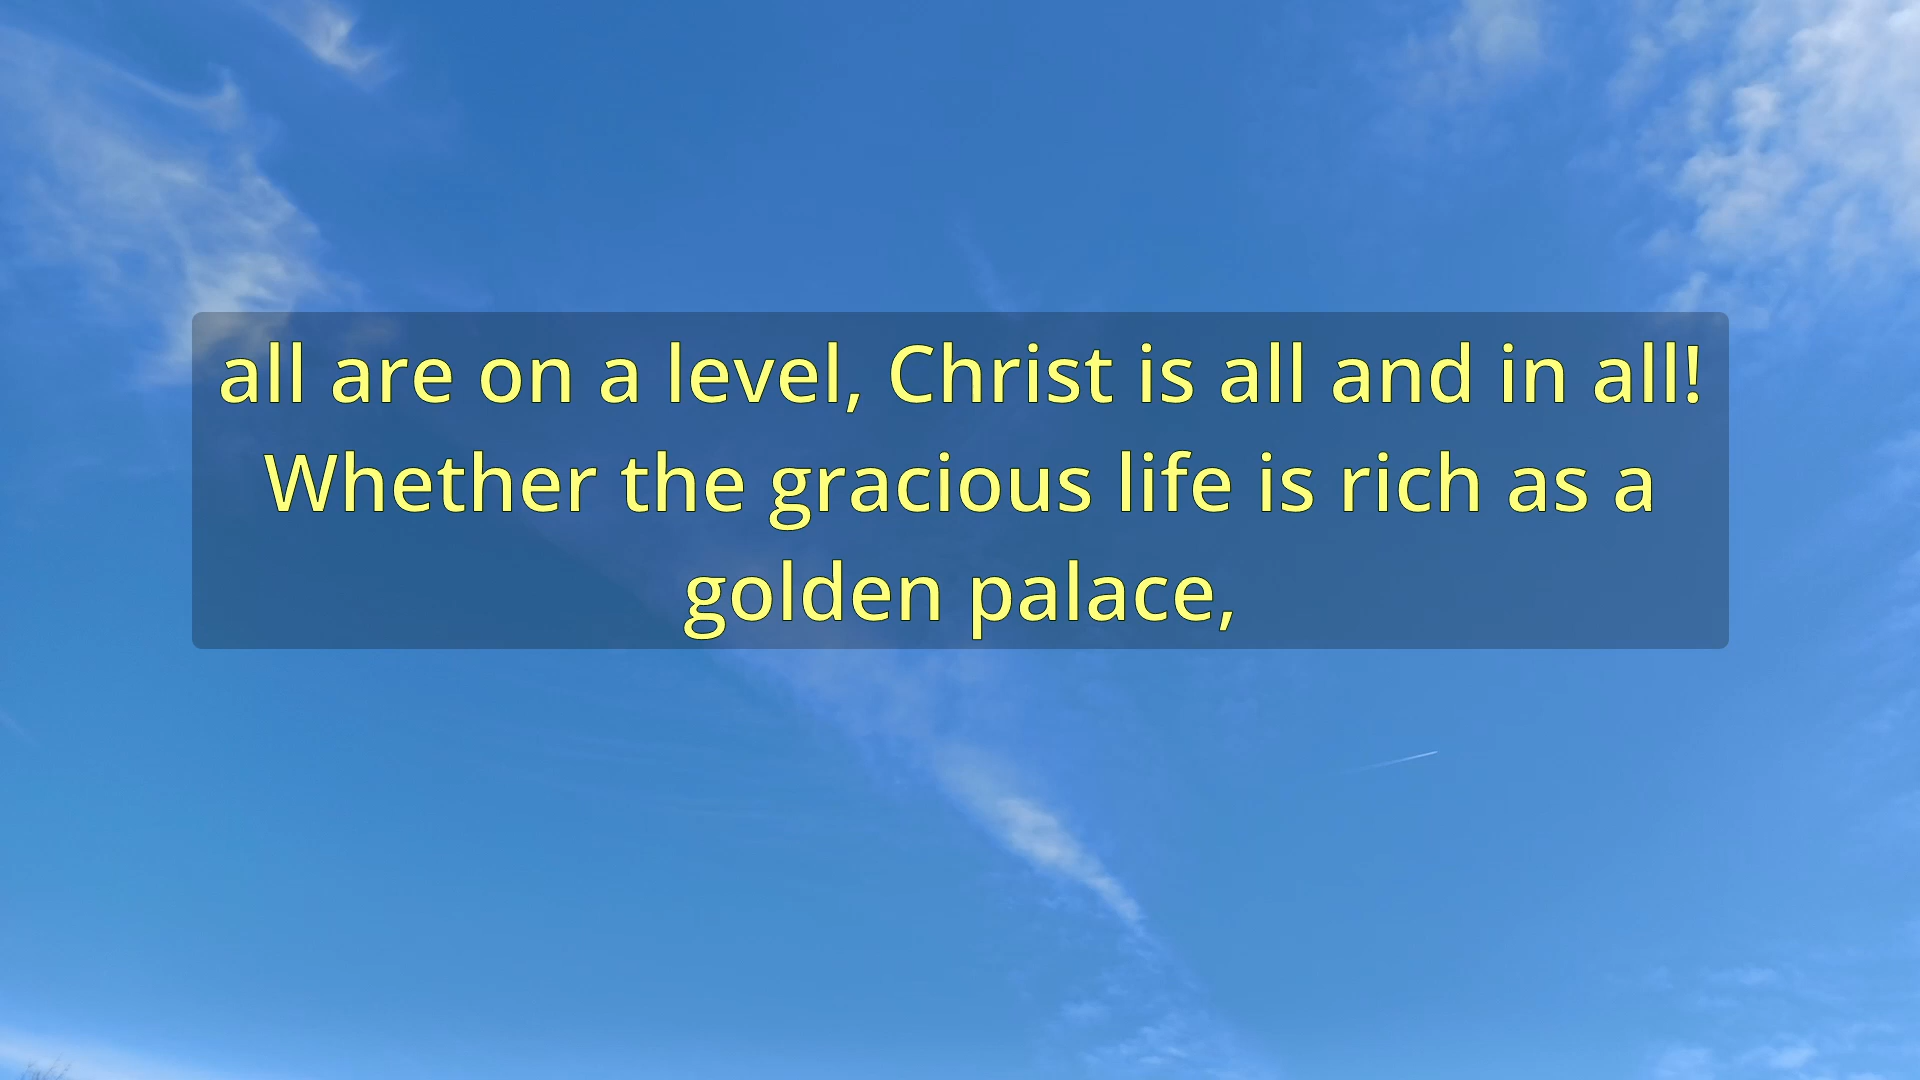 all are on a level, Christ is all and in all!
Whether the gracious life is rich as a
golden palace,